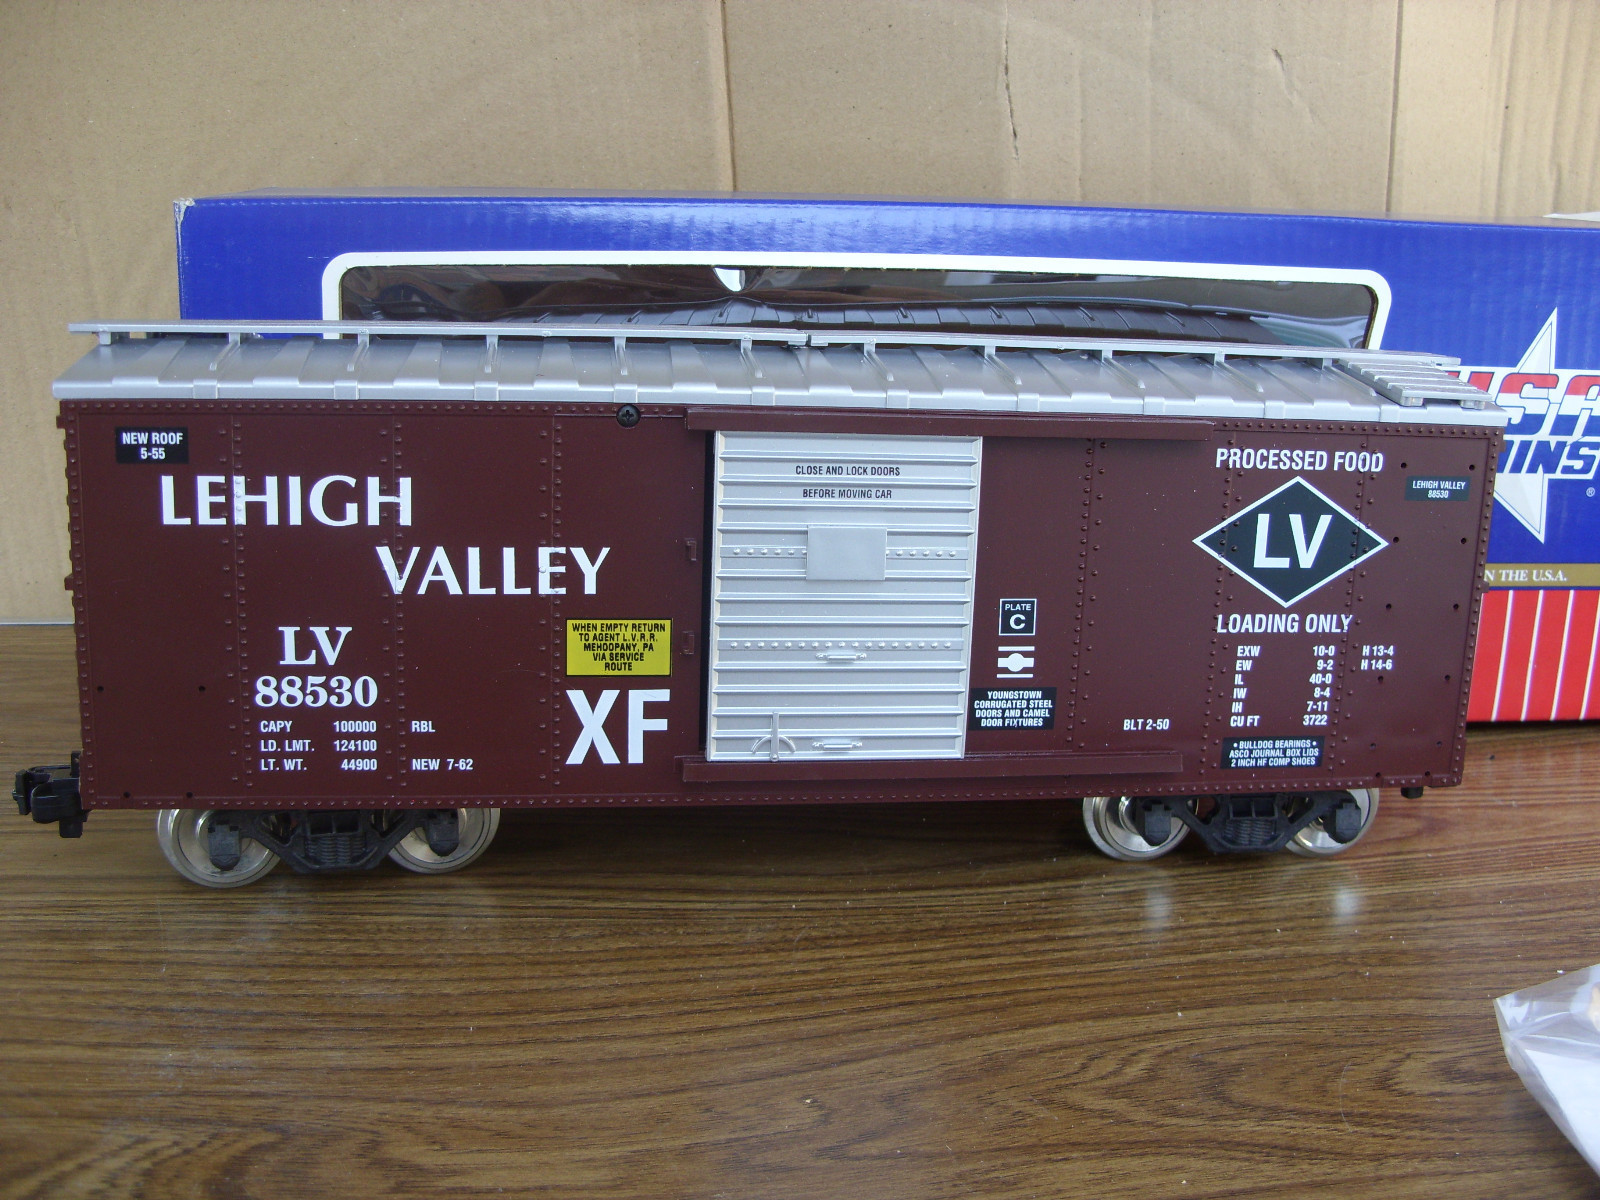 NEW ROOF
5-55
LEHIGH
VALLEY
LV
88530
CAPY 100000 RBL
LD. LMT. 124100
LT. WT. 44900 NEW 7-62
WHEN EMPTY RETURN
TO AGENT L.V.R.R.
MEHOOPANY, PA
VIA SERVICE
ROUTE
XF
CLOSE AND LOCK DOORS
BEFORE MOVING CAR
PLATE
C
YOUNGSTOWN
CORRUGATED STEEL
DOORS AND CAMEL
DOOR FIXTURES
BLT 2-50
PROCESSED FOOD
LV
LOADING ONLY
EXW 10-0 H 13-4
EW 9-2 H 14-6
IL 40-0
IW 8-4
IH 7-11
CU FT 3722
• BULLDOG BEARINGS •
ASCO JOURNAL BOX LIDS
2 INCH HF COMP SHOES
LEHIGH VALLEY
88530
USA
®
N THE U.S.A.